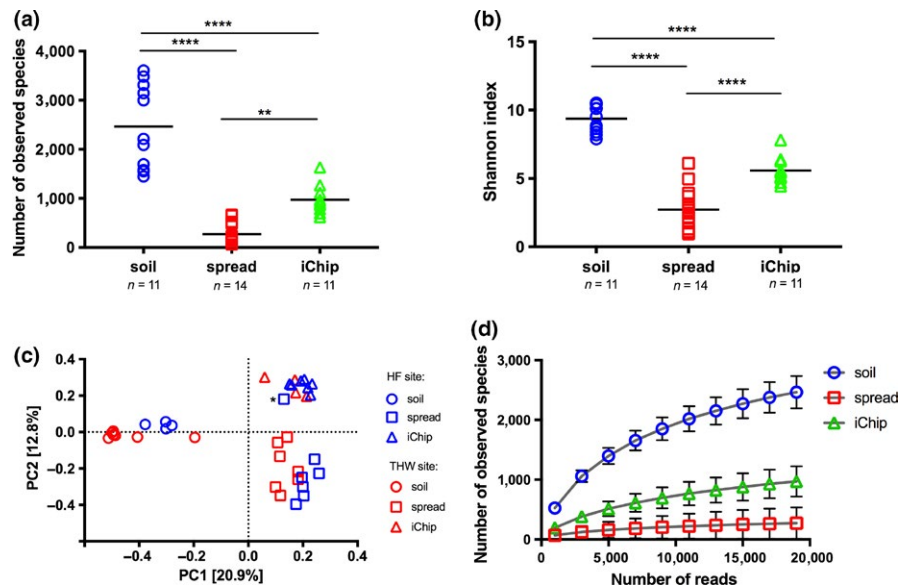 (a)
Number of observed species
4,000
3,000
2,000
1,000
0
****
****
**
soil
spread
iChip
n = 11
n = 14
n = 11
(b)
Shannon index
15
10
5
0
****
****
****
soil
spread
iChip
n = 11
n = 14
n = 11
(c)
PC2 [12.8%]
0.4
0.2
0.0
−0.2
−0.4
*
−0.4
−0.2
0.0
0.2
0.4
PC1 [20.9%]
HF site:
soil
spread
iChip
THW site:
soil
spread
iChip
(d)
Number of observed species
3,000
2,000
1,000
0
0
5,000
10,000
15,000
20,000
Number of reads
soil
spread
iChip